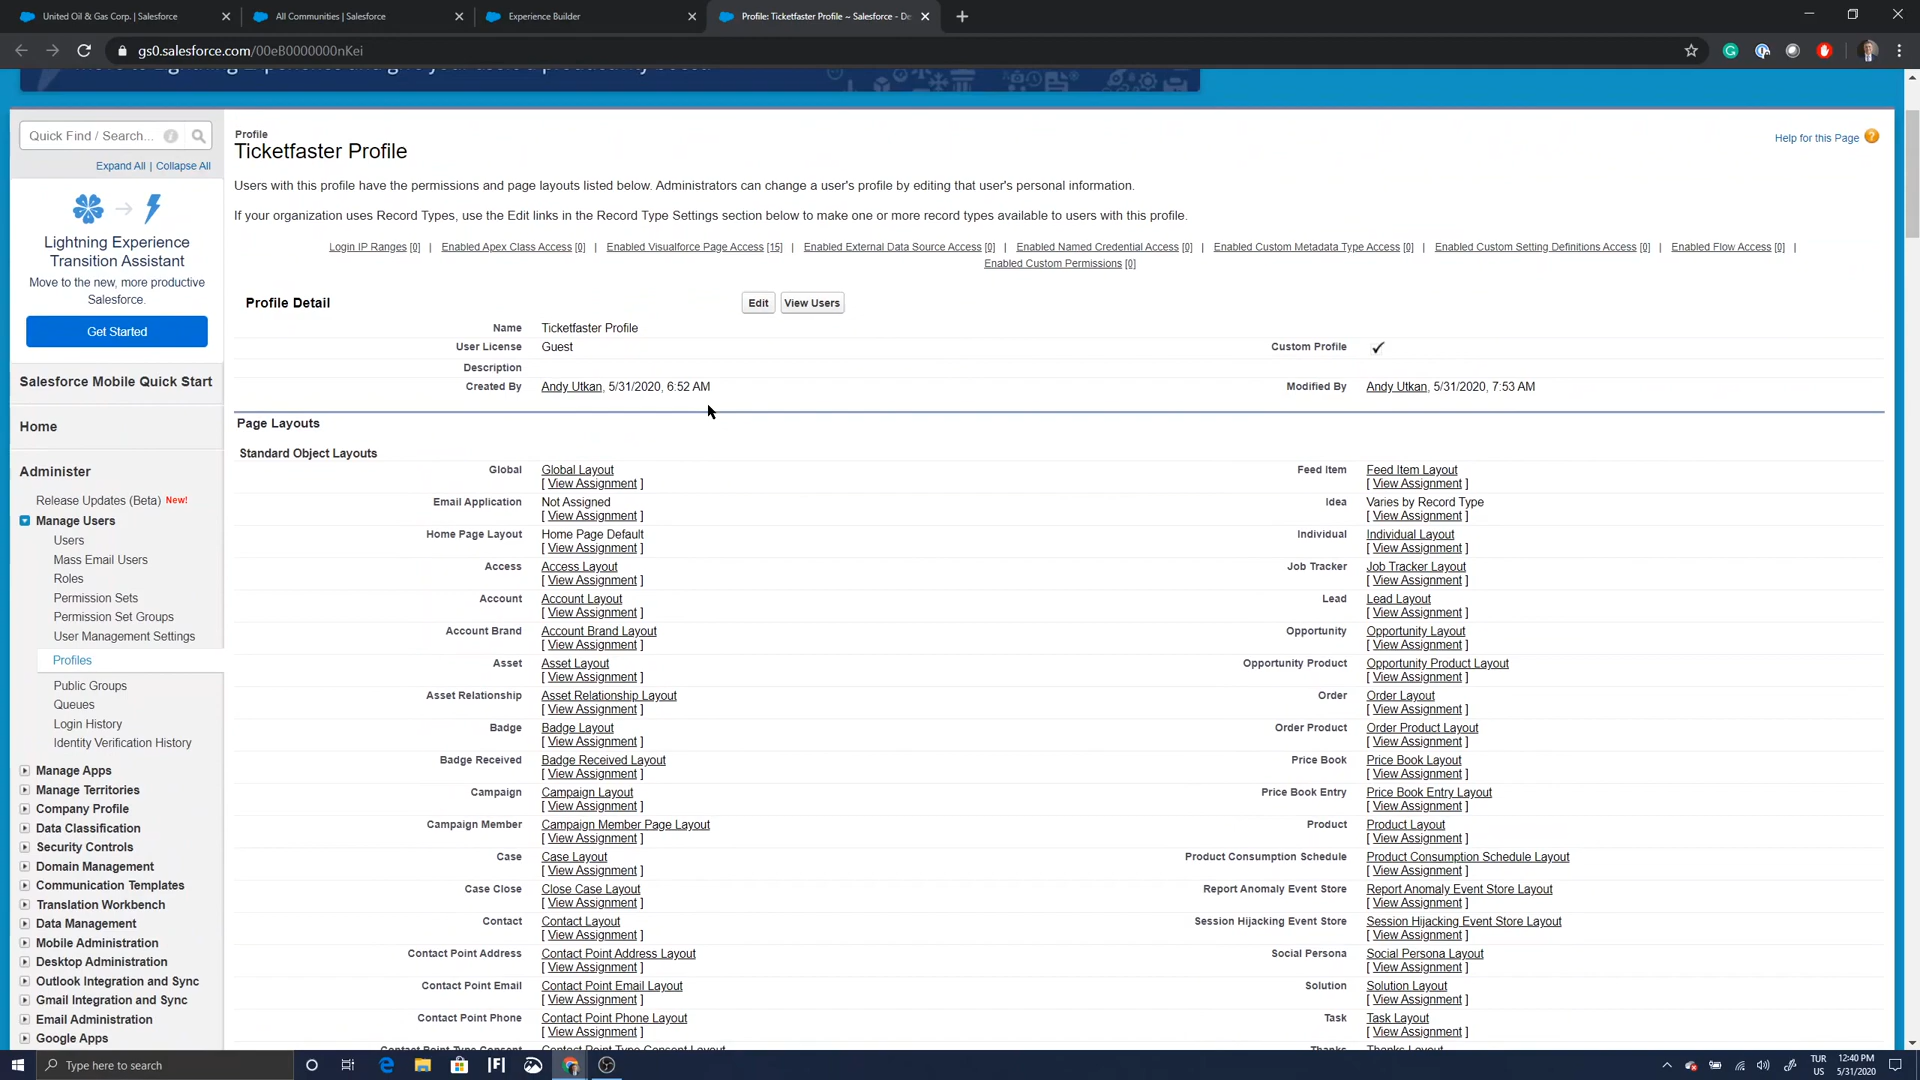 United Oil & Gas Corp. | Salesforce
All Communities | Salesforce
Experience Builder
Profile: Ticketfaster Profile ~ Salesforce - De
gs0.salesforce.com/00eB0000000nKei
Quick Find / Search...
Expand All | Collapse All
Lightning Experience
Transition Assistant
Move to the new, more productive
Salesforce.
Get Started
Salesforce Mobile Quick Start
Home
Administer
Release Updates (Beta) New!
Manage Users
Users
Mass Email Users
Roles
Permission Sets
Permission Set Groups
User Management Settings
Profiles
Public Groups
Queues
Login History
Identity Verification History
Manage Apps
Manage Territories
Company Profile
Data Classification
Security Controls
Domain Management
Communication Templates
Translation Workbench
Data Management
Mobile Administration
Desktop Administration
Outlook Integration and Sync
Gmail Integration and Sync
Email Administration
Google Apps
Profile
Ticketfaster Profile
Help for this Page
Users with this profile have the permissions and page layouts listed below. Administrators can change a user's profile by editing that user's personal information.
If your organization uses Record Types, use the Edit links in the Record Type Settings section below to make one or more record types available to users with this profile.
Login IP Ranges [0] | Enabled Apex Class Access [0] | Enabled Visualforce Page Access [15] | Enabled External Data Source Access [0] | Enabled Named Credential Access [0] | Enabled Custom Metadata Type Access [0] | Enabled Custom Setting Definitions Access [0] | Enabled Flow Access [0] |
Enabled Custom Permissions [0]
Profile Detail Edit View Users
Name Ticketfaster Profile
User License Guest Custom Profile ✓
Description
Created By Andy Utkan, 5/31/2020, 6:52 AM Modified By Andy Utkan, 5/31/2020, 7:53 AM
Page Layouts
Standard Object Layouts
Global Global Layout Feed Item Feed Item Layout
[ View Assignment ] [ View Assignment ]
Email Application Not Assigned Idea Varies by Record Type
[ View Assignment ] [ View Assignment ]
Home Page Layout Home Page Default Individual Individual Layout
[ View Assignment ] [ View Assignment ]
Access Access Layout Job Tracker Job Tracker Layout
[ View Assignment ] [ View Assignment ]
Account Account Layout Lead Lead Layout
[ View Assignment ] [ View Assignment ]
Account Brand Account Brand Layout Opportunity Opportunity Layout
[ View Assignment ] [ View Assignment ]
Asset Asset Layout Opportunity Product Opportunity Product Layout
[ View Assignment ] [ View Assignment ]
Asset Relationship Asset Relationship Layout Order Order Layout
[ View Assignment ] [ View Assignment ]
Badge Badge Layout Order Product Order Product Layout
[ View Assignment ] [ View Assignment ]
Badge Received Badge Received Layout Price Book Price Book Layout
[ View Assignment ] [ View Assignment ]
Campaign Campaign Layout Price Book Entry Price Book Entry Layout
[ View Assignment ] [ View Assignment ]
Campaign Member Campaign Member Page Layout Product Product Layout
[ View Assignment ] [ View Assignment ]
Case Case Layout Product Consumption Schedule Product Consumption Schedule Layout
[ View Assignment ] [ View Assignment ]
Case Close Close Case Layout Report Anomaly Event Store Report Anomaly Event Store Layout
[ View Assignment ] [ View Assignment ]
Contact Contact Layout Session Hijacking Event Store Session Hijacking Event Store Layout
[ View Assignment ] [ View Assignment ]
Contact Point Address Contact Point Address Layout Social Persona Social Persona Layout
[ View Assignment ] [ View Assignment ]
Contact Point Email Contact Point Email Layout Solution Solution Layout
[ View Assignment ] [ View Assignment ]
Contact Point Phone Contact Point Phone Layout Task Task Layout
[ View Assignment ] [ View Assignment ]
Contact Point Type Consent Contact Point Type Consent Layout Thanks Thanks Layout
Type here to search
TUR
US
12:40 PM
5/31/2020